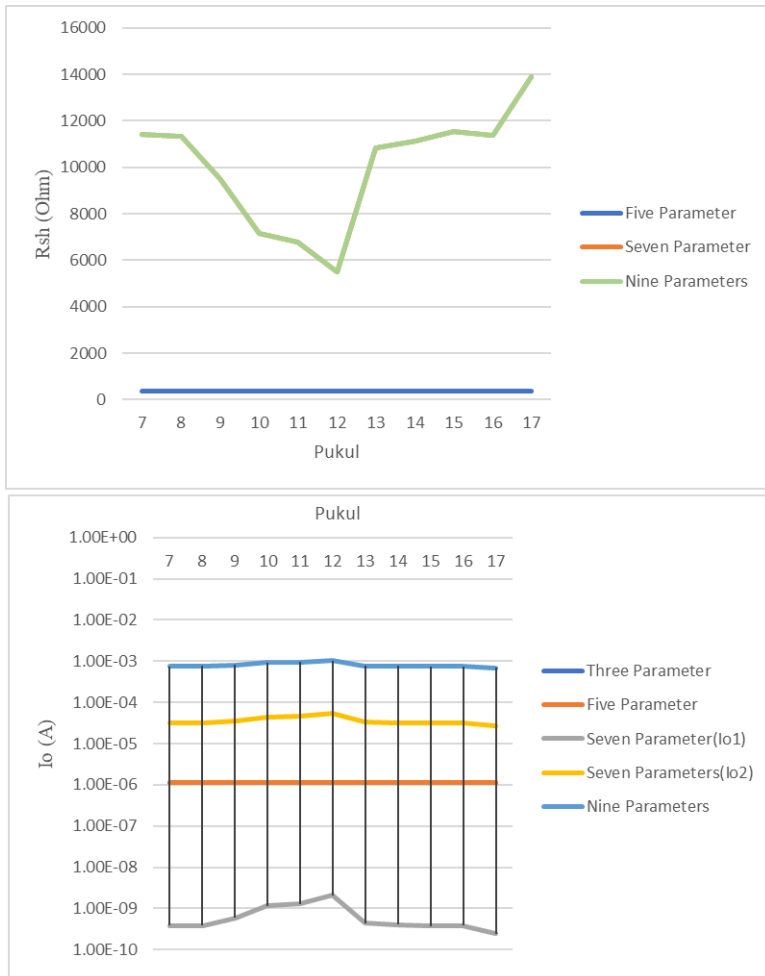 16000
14000
12000
10000
8000
6000
4000
2000
0
Rsh (Ohm)
7 8 9 10 11 12 13 14 15 16 17
Pukul
Five Parameter
Seven Parameter
Nine Parameters
Pukul
1.00E+00
7 8 9 10 11 12 13 14 15 16 17
1.00E-01
1.00E-02
1.00E-03
1.00E-04
1.00E-05
1.00E-06
1.00E-07
1.00E-08
1.00E-09
1.00E-10
Io (A)
Three Parameter
Five Parameter
Seven Parameter(Io1)
Seven Parameters(Io2)
Nine Parameters